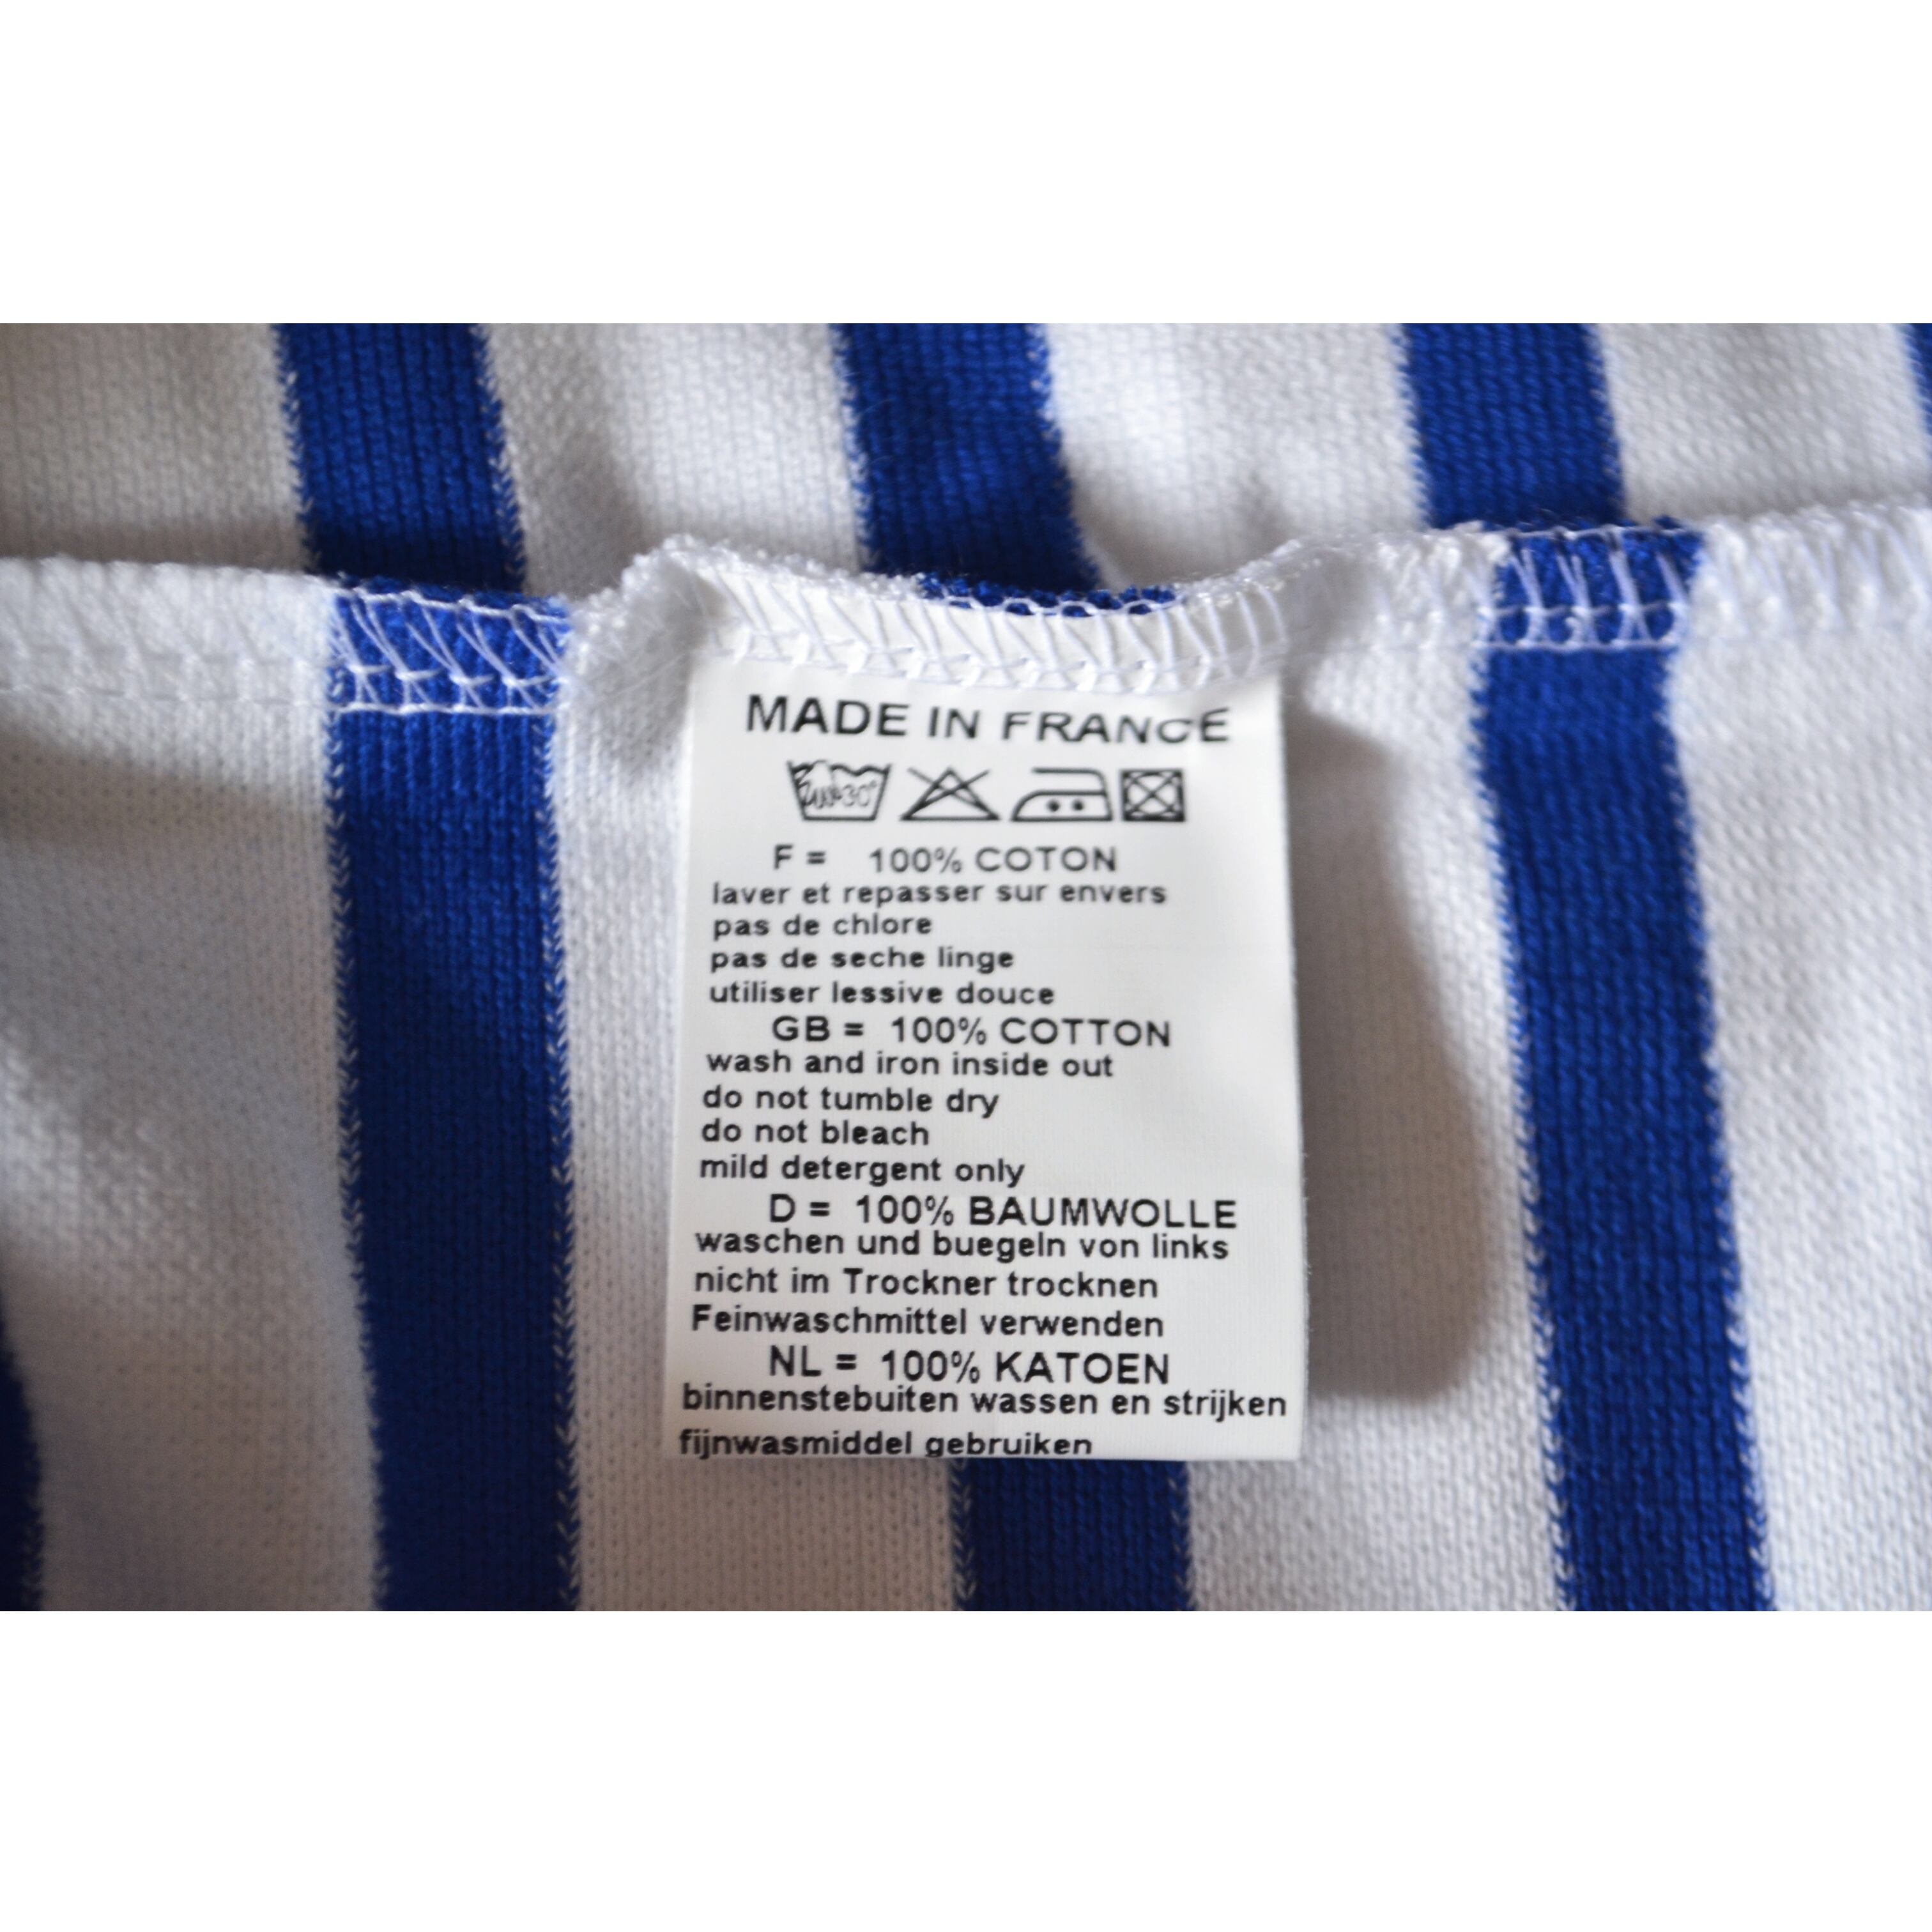 MADE IN FRANCE
30°
F = 100% COTON
laver et repasser sur envers
pas de chlore
pas de seche linge
utiliser lessive douce
GB = 100% COTTON
wash and iron inside out
do not tumble dry
do not bleach
mild detergent only
D = 100% BAUMWOLLE
waschen und buegeln von links
nicht im Trockner trocknen
Feinwaschmittel verwenden
NL = 100% KATOEN
binnenstebuiten wassen en strijken
fijnwasmiddel gebruiken